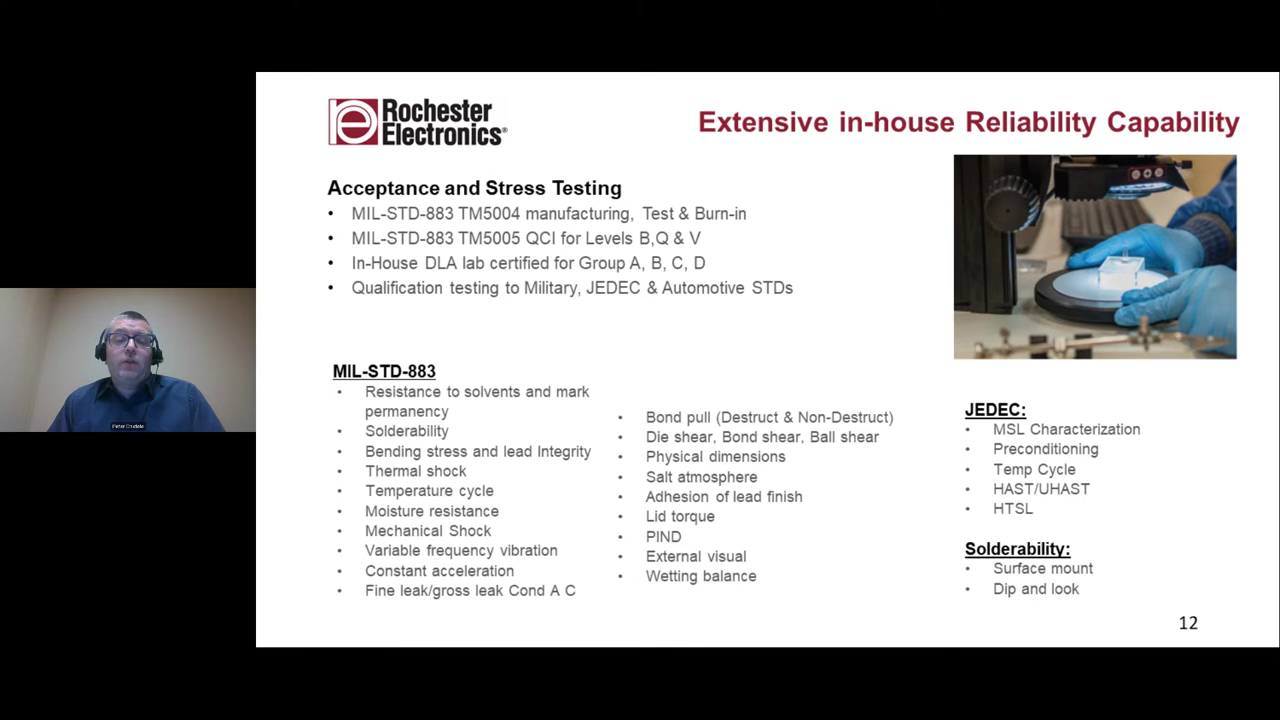 Rochester
Electronics®
Extensive in-house Reliability Capability
Acceptance and Stress Testing
• MIL-STD-883 TM5004 manufacturing, Test & Burn-in
• MIL-STD-883 TM5005 QCI for Levels B,Q & V
• In-House DLA lab certified for Group A, B, C, D
• Qualification testing to Military, JEDEC & Automotive STDs
MIL-STD-883
• Resistance to solvents and mark
permanency
• Solderability
• Bending stress and lead Integrity
• Thermal shock
• Temperature cycle
• Moisture resistance
• Mechanical Shock
• Variable frequency vibration
• Constant acceleration
• Fine leak/gross leak Cond A C
• Bond pull (Destruct & Non-Destruct)
• Die shear, Bond shear, Ball shear
• Physical dimensions
• Salt atmosphere
• Adhesion of lead finish
• Lid torque
• PIND
• External visual
• Wetting balance
JEDEC:
• MSL Characterization
• Preconditioning
• Temp Cycle
• HAST/UHAST
• HTSL
Solderability:
• Surface mount
• Dip and look
12
Peter